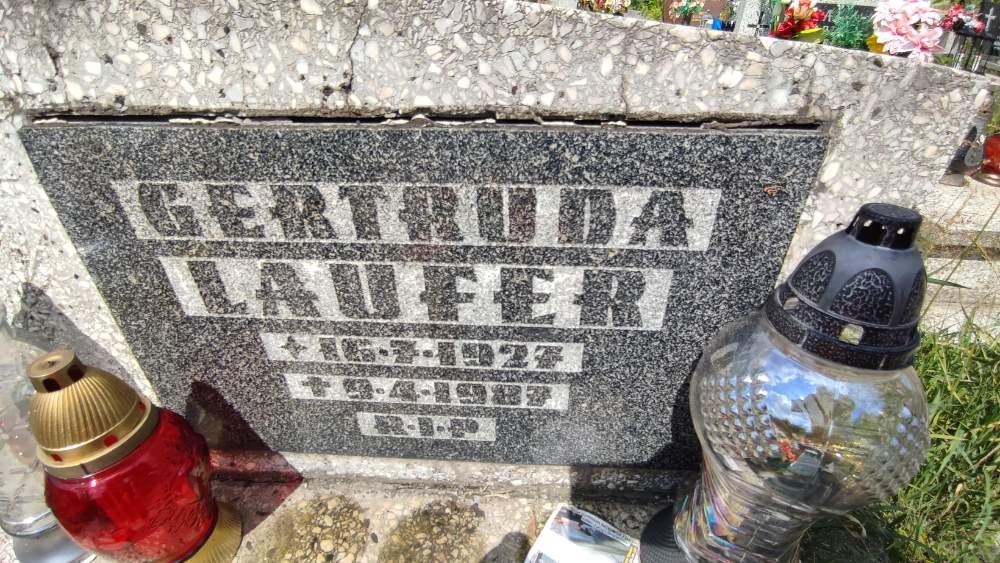 GERTRUDA
LAUFER
* 16·7·1927
✝ 9·4·1987
R·I·P